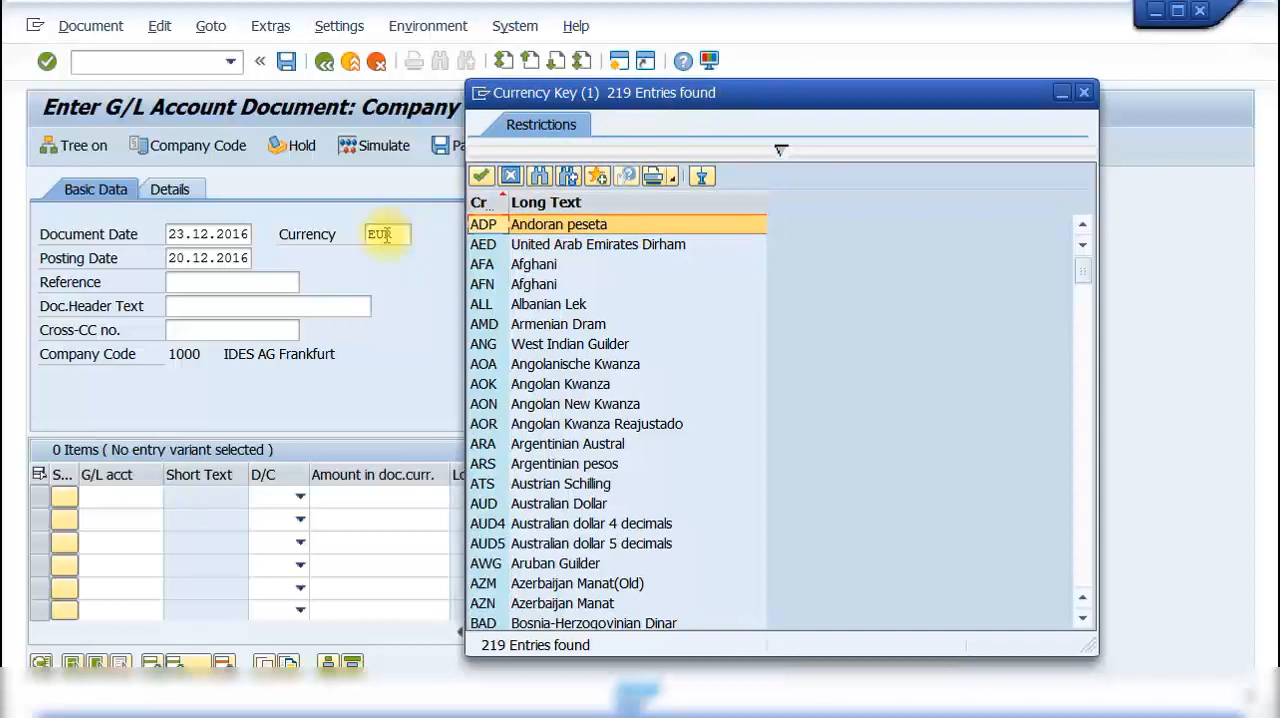 Document Edit Goto Extras Settings Environment System Help
Enter G/L Account Document: Company
Tree on Company Code Hold Simulate
Basic Data Details
Document Date 23.12.2016 Currency EUR
Posting Date 20.12.2016
Reference
Doc.Header Text
Cross-CC no.
Company Code 1000 IDES AG Frankfurt
0 Items ( No entry variant selected )
S... G/L acct Short Text D/C Amount in doc.curr.
Currency Key (1) 219 Entries found
Restrictions
Cr... Long Text
ADP Andoran peseta
AED United Arab Emirates Dirham
AFA Afghani
AFN Afghani
ALL Albanian Lek
AMD Armenian Dram
ANG West Indian Guilder
AOA Angolanische Kwanza
AOK Angolan Kwanza
AON Angolan New Kwanza
AOR Angolan Kwanza Reajustado
ARA Argentinian Austral
ARS Argentinian pesos
ATS Austrian Schilling
AUD Australian Dollar
AUD4 Australian dollar 4 decimals
AUD5 Australian dollar 5 decimals
AWG Aruban Guilder
AZM Azerbaijan Manat(Old)
AZN Azerbaijan Manat
BAD Bosnia-Herzogovinian Dinar
219 Entries found